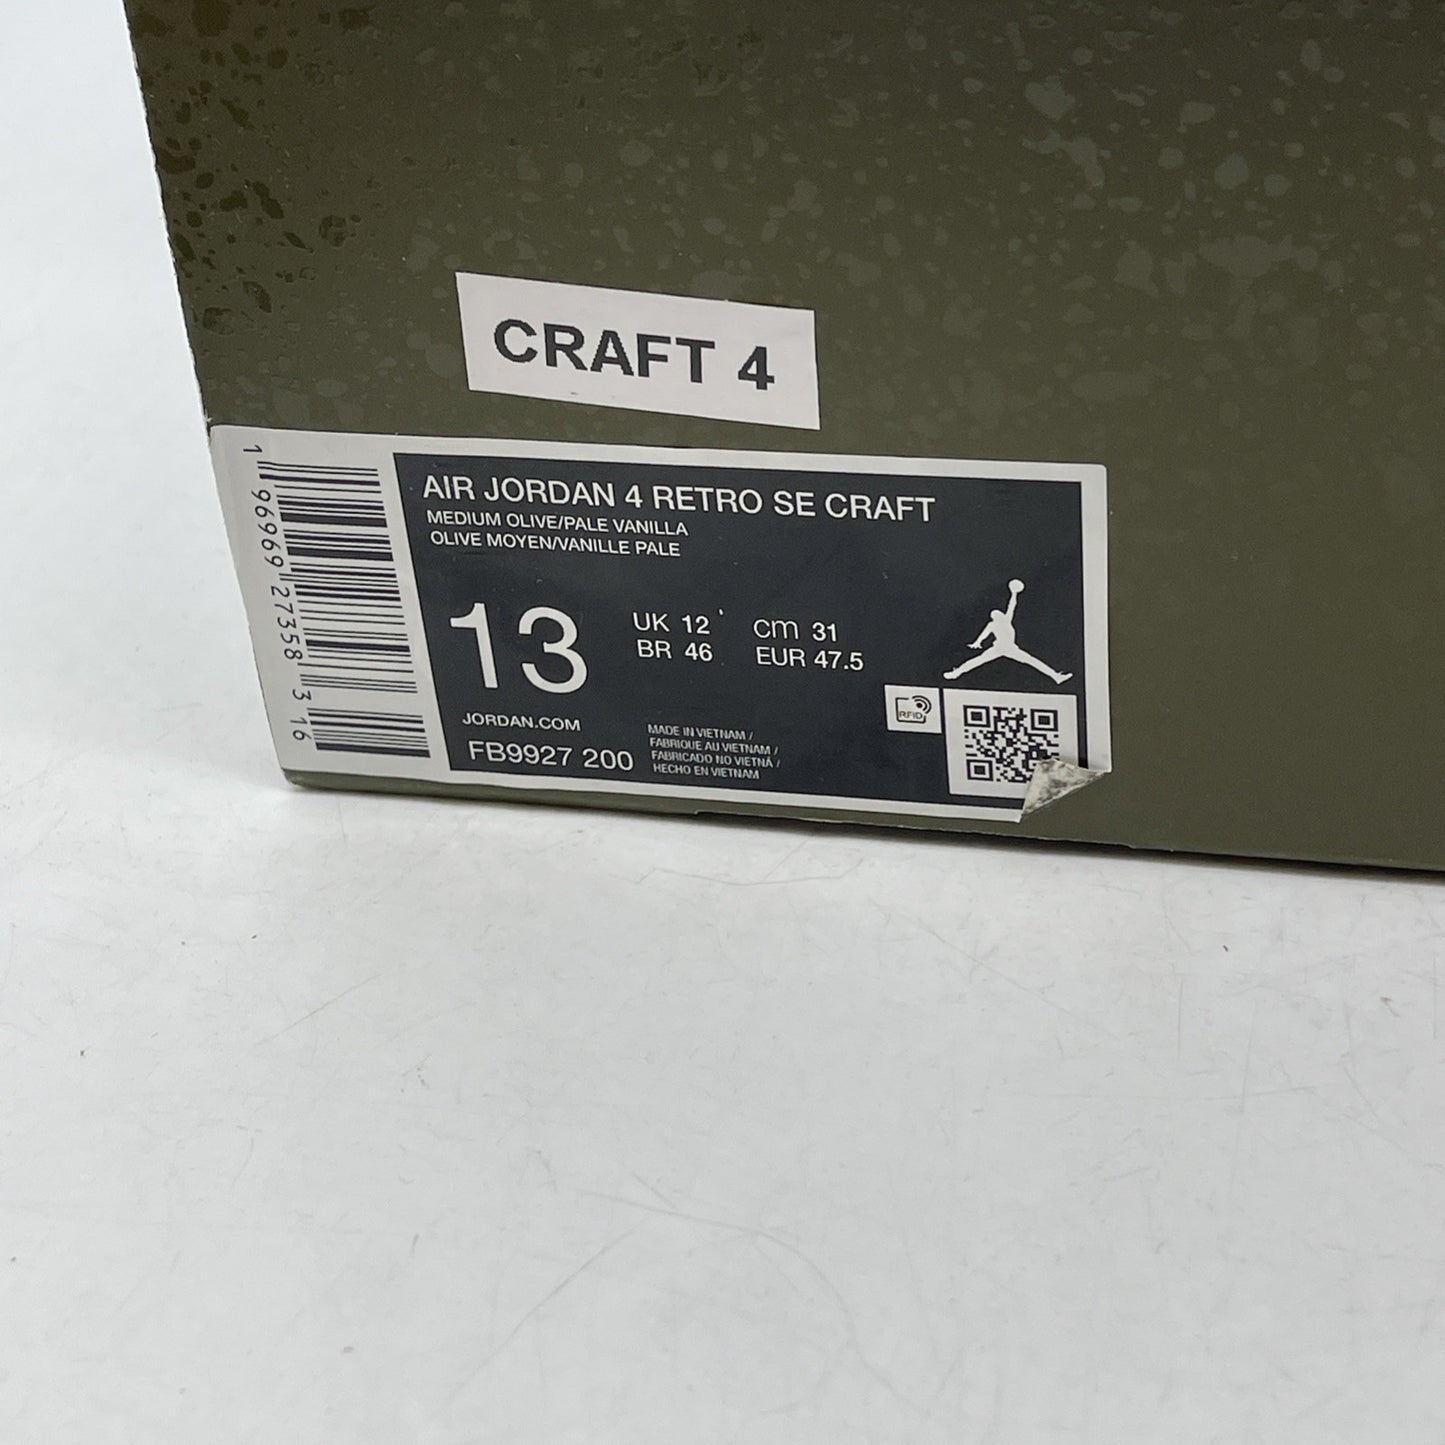 CRAFT 4
AIR JORDAN 4 RETRO SE CRAFT
MEDIUM OLIVE/PALE VANILLA
OLIVE MOYEN/VANILLE PALE
13
UK 12
CM 31
BR 46
EUR 47.5
JORDAN.COM
FB9927 200
MADE IN VIETNAM /
FABRIQUE AU VIETNAM /
FABRICADO NO VIETNÃ /
HECHO EN VIETNAM
RFID
1 96969 27358 3 16